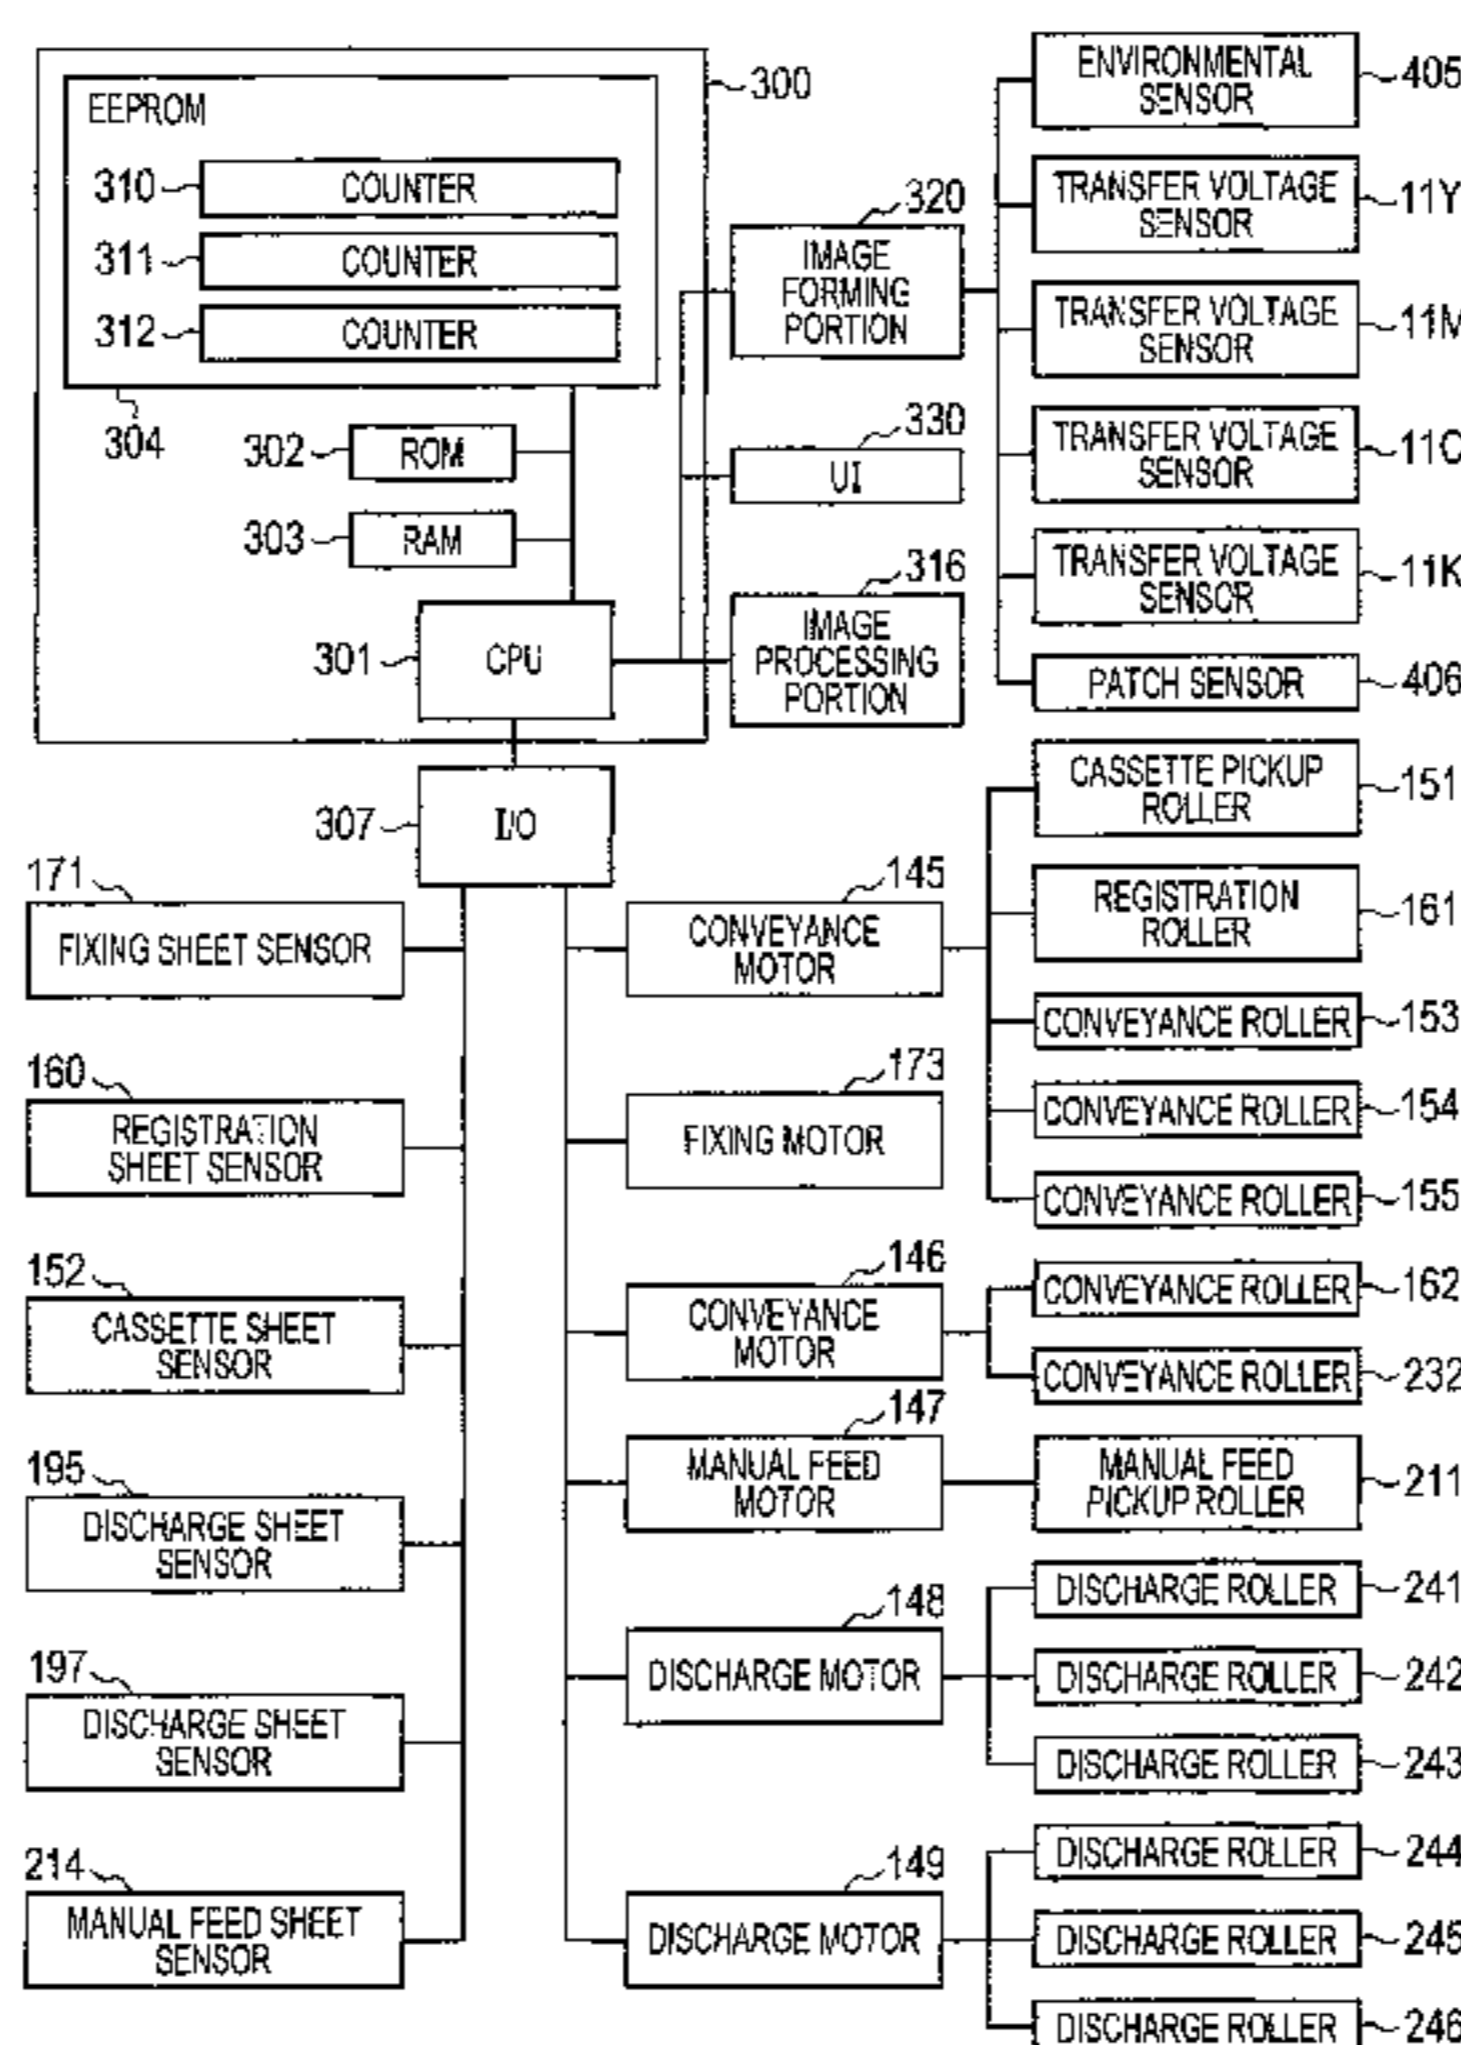 300
EEPROM
310
COUNTER
311
COUNTER
312
COUNTER
304
302
ROM
303
RAM
301
CPU
307
I/O
320
IMAGE
FORMING
PORTION
330
UI
316
IMAGE
PROCESSING
PORTION
ENVIRONMENTAL
SENSOR
405
TRANSFER VOLTAGE
SENSOR
11Y
TRANSFER VOLTAGE
SENSOR
11M
TRANSFER VOLTAGE
SENSOR
11C
TRANSFER VOLTAGE
SENSOR
11K
PATCH SENSOR
406
171
FIXING SHEET SENSOR
160
REGISTRATION
SHEET SENSOR
152
CASSETTE SHEET
SENSOR
195
DISCHARGE SHEET
SENSOR
197
DISCHARGE SHEET
SENSOR
214
MANUAL FEED SHEET
SENSOR
145
CONVEYANCE
MOTOR
173
FIXING MOTOR
146
CONVEYANCE
MOTOR
147
MANUAL FEED
MOTOR
148
DISCHARGE MOTOR
149
DISCHARGE MOTOR
CASSETTE PICKUP
ROLLER
151
REGISTRATION
ROLLER
161
CONVEYANCE ROLLER
153
CONVEYANCE ROLLER
154
CONVEYANCE ROLLER
155
CONVEYANCE ROLLER
162
CONVEYANCE ROLLER
232
MANUAL FEED
PICKUP ROLLER
211
DISCHARGE ROLLER
241
DISCHARGE ROLLER
242
DISCHARGE ROLLER
243
DISCHARGE ROLLER
244
DISCHARGE ROLLER
245
DISCHARGE ROLLER
246